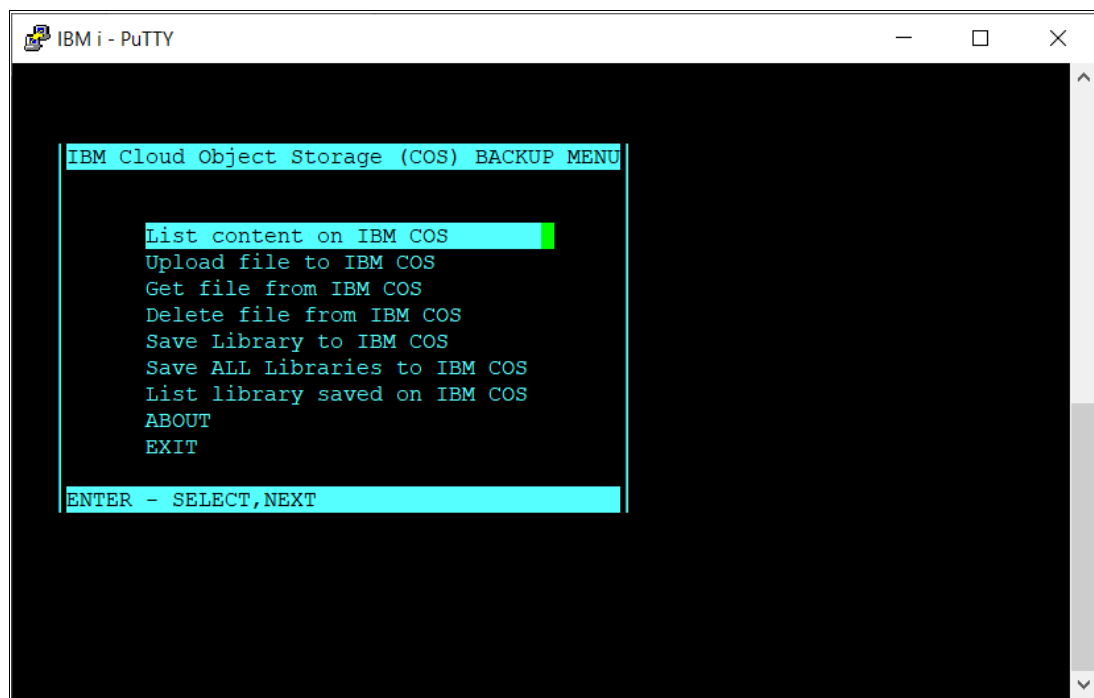 IBM i - PuTTY
IBM Cloud Object Storage (COS) BACKUP MENU
List content on IBM COS
Upload file to IBM COS
Get file from IBM COS
Delete file from IBM COS
Save Library to IBM COS
Save ALL Libraries to IBM COS
List library saved on IBM COS
ABOUT
EXIT
ENTER - SELECT,NEXT